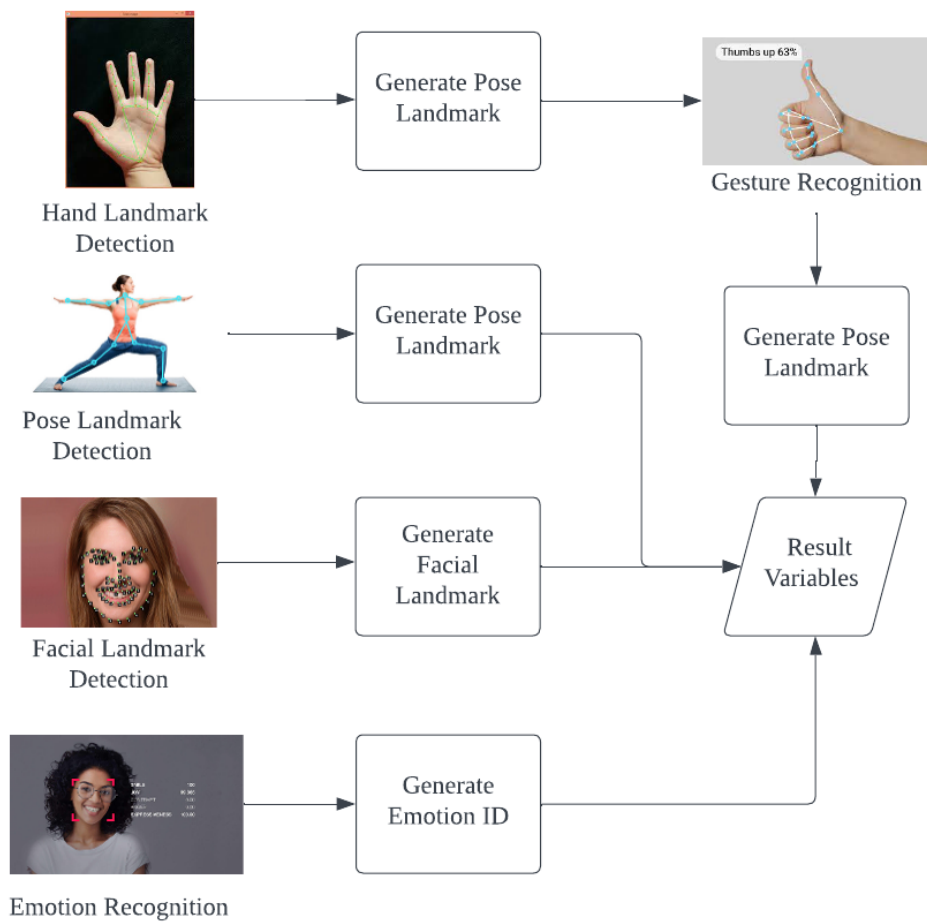 Generate Pose
Landmark
Thumbs up 63%
Hand Landmark
Detection
Gesture Recognition
Generate Pose
Landmark
Generate Pose
Landmark
Pose Landmark
Detection
Generate
Facial
Landmark
Result
Variables
Facial Landmark
Detection
Generate
Emotion ID
Emotion Recognition